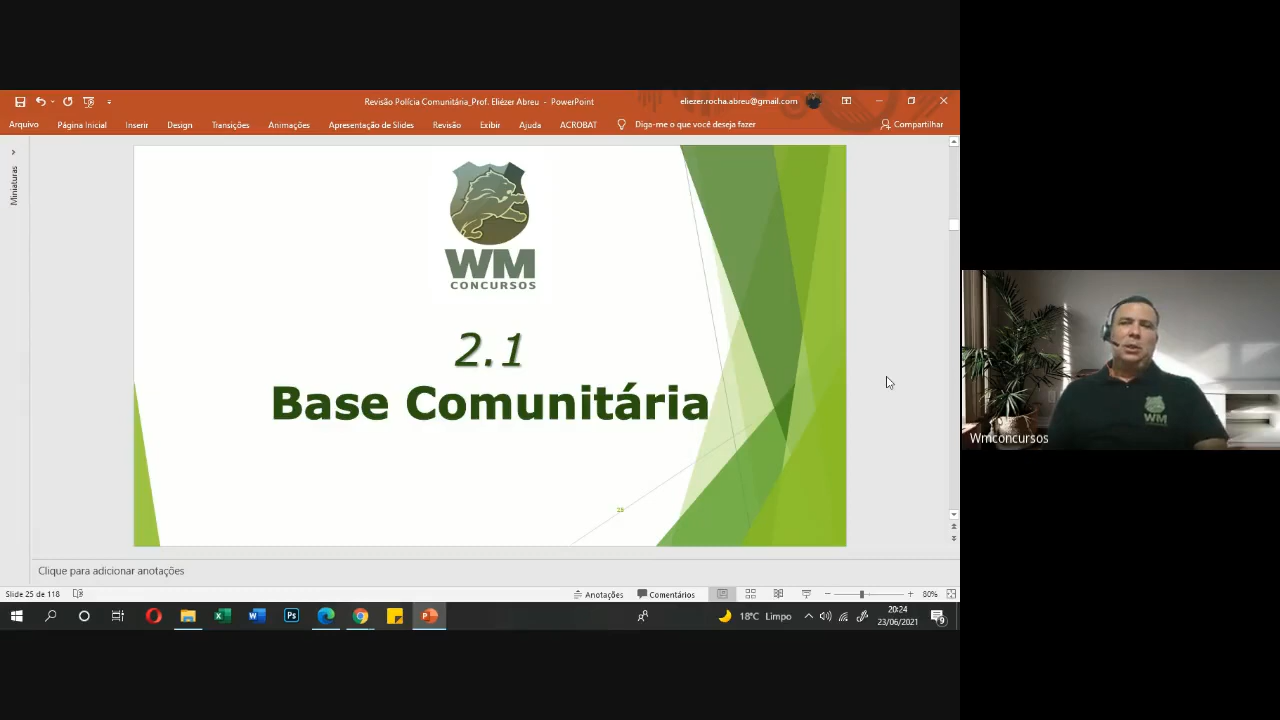 Revisão Polícia Comunitária_Prof. Eliézer Abreu - PowerPoint
eliezer.rocha.abreu@gmail.com
Arquivo Página Inicial Inserir Design Transições Animações Apresentação de Slides Revisão Exibir Ajuda ACROBAT Diga-me o que você deseja fazer Compartilhar
Miniaturas
WM
CONCURSOS
2.1
Base Comunitária
25
WM
Wmconcursos
Clique para adicionar anotações
Slide 25 de 118 Anotações Comentários 80%
18°C Limpo
20:24
23/06/2021
9